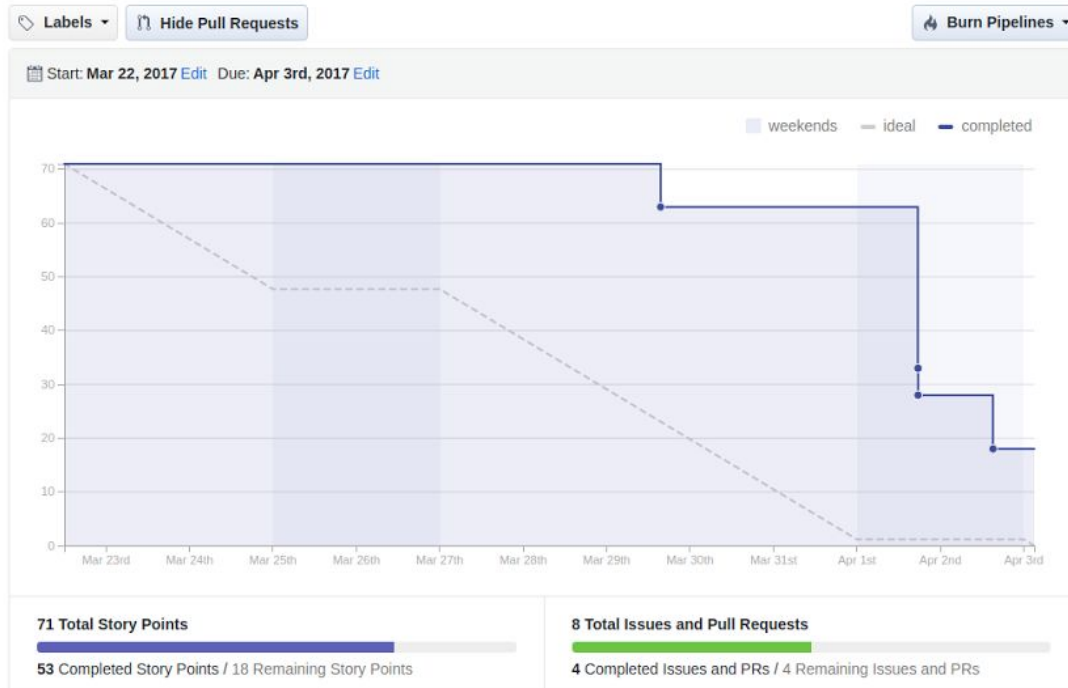 Labels Hide Pull Requests Burn Pipelines
Start: Mar 22, 2017 Edit Due: Apr 3rd, 2017 Edit
weekends ideal completed
70
60
50
40
30
20
10
0
Mar 23rd Mar 24th Mar 25th Mar 26th Mar 27th Mar 28th Mar 29th Mar 30th Mar 31st Apr 1st Apr 2nd Apr 3rd
71 Total Story Points
53 Completed Story Points / 18 Remaining Story Points
8 Total Issues and Pull Requests
4 Completed Issues and PRs / 4 Remaining Issues and PRs